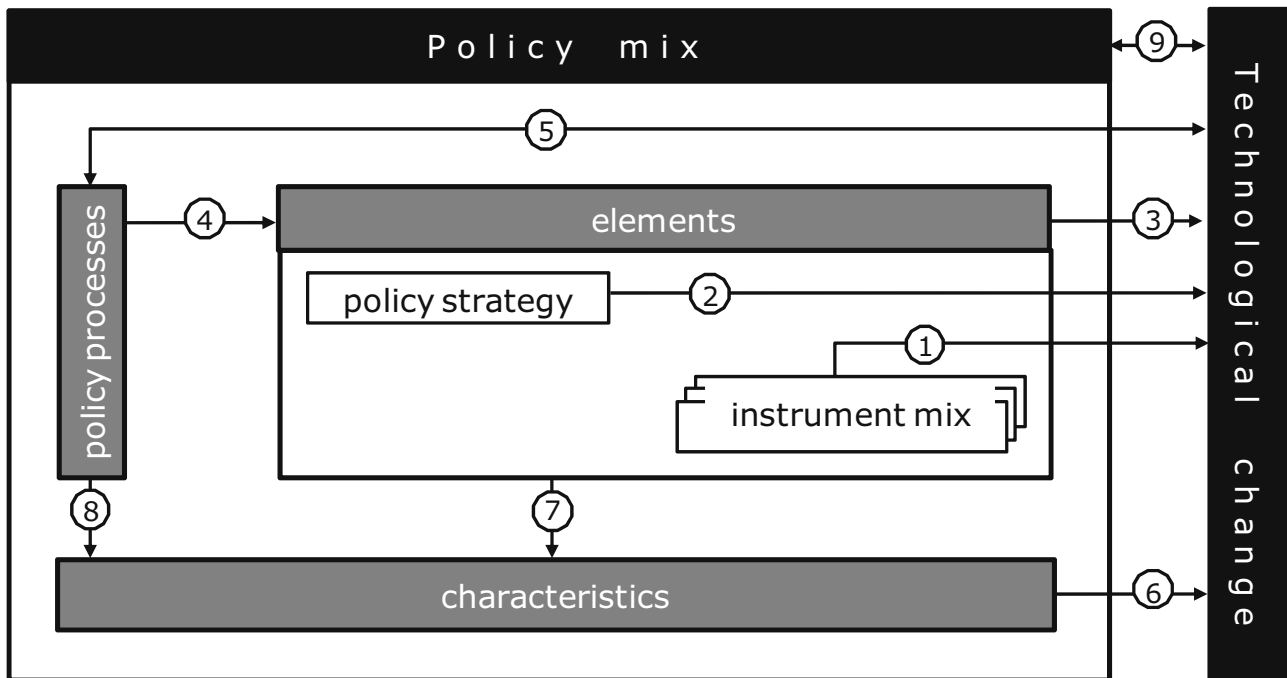 Policy mix
9
5
Technological change
policy processes
4
elements
3
policy strategy
2
1
instrument mix
8
7
characteristics
6